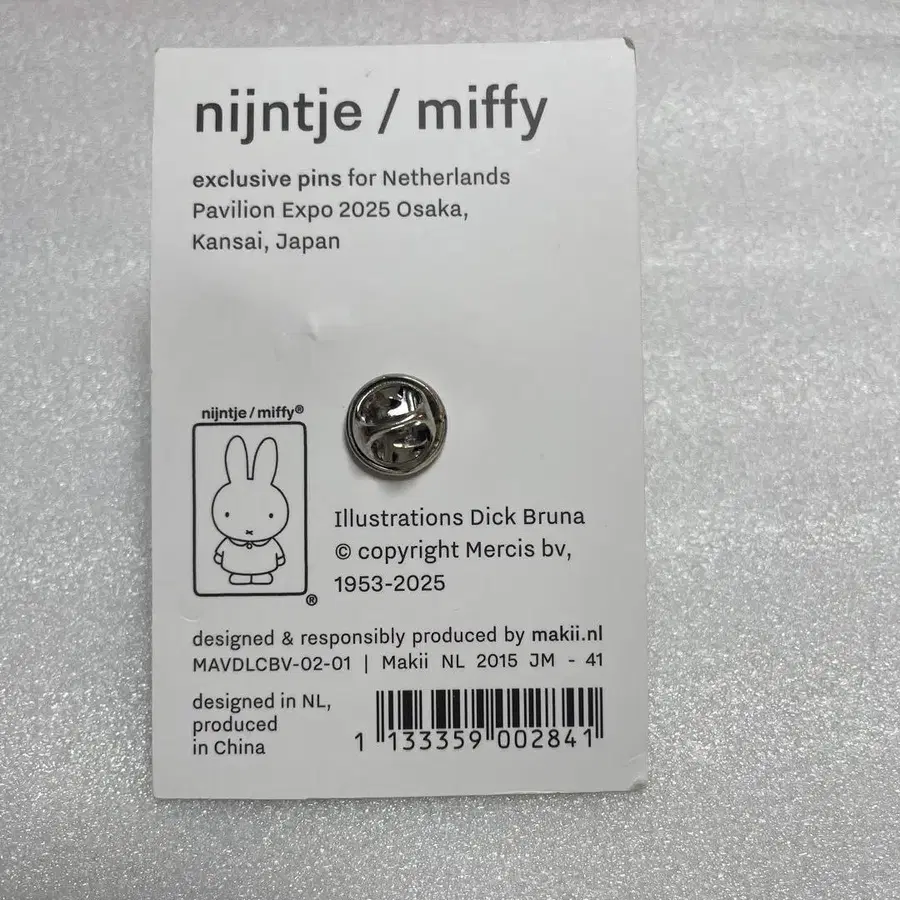 nijntje / miffy
exclusive pins for Netherlands
Pavilion Expo 2025 Osaka,
Kansai, Japan
nijntje / miffy®
®
Illustrations Dick Bruna
© copyright Mercis bv,
1953-2025
designed & responsibly produced by makii.nl
MAVDLCBV-02-01 | Makii NL 2015 JM - 41
designed in NL,
produced
in China
1 133359 002841